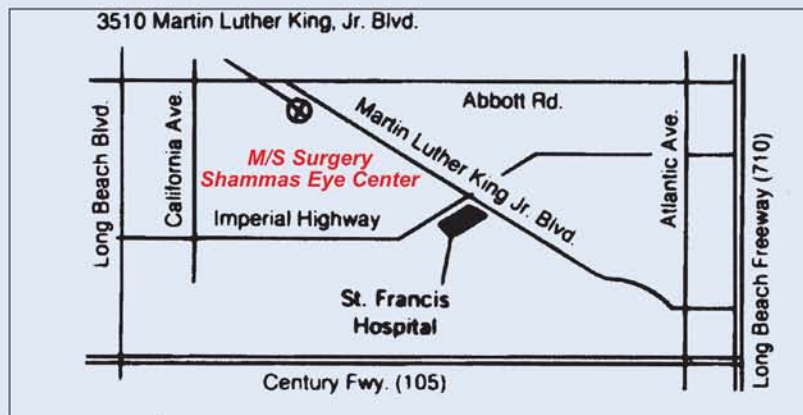 3510 Martin Luther King, Jr. Blvd.
Abbott Rd.
Long Beach Blvd.
California Ave.
Martin Luther King Jr. Blvd.
Atlantic Ave.
Long Beach Freeway (710)
M/S Surgery
Shammas Eye Center
Imperial Highway
St. Francis
Hospital
Century Fwy. (105)